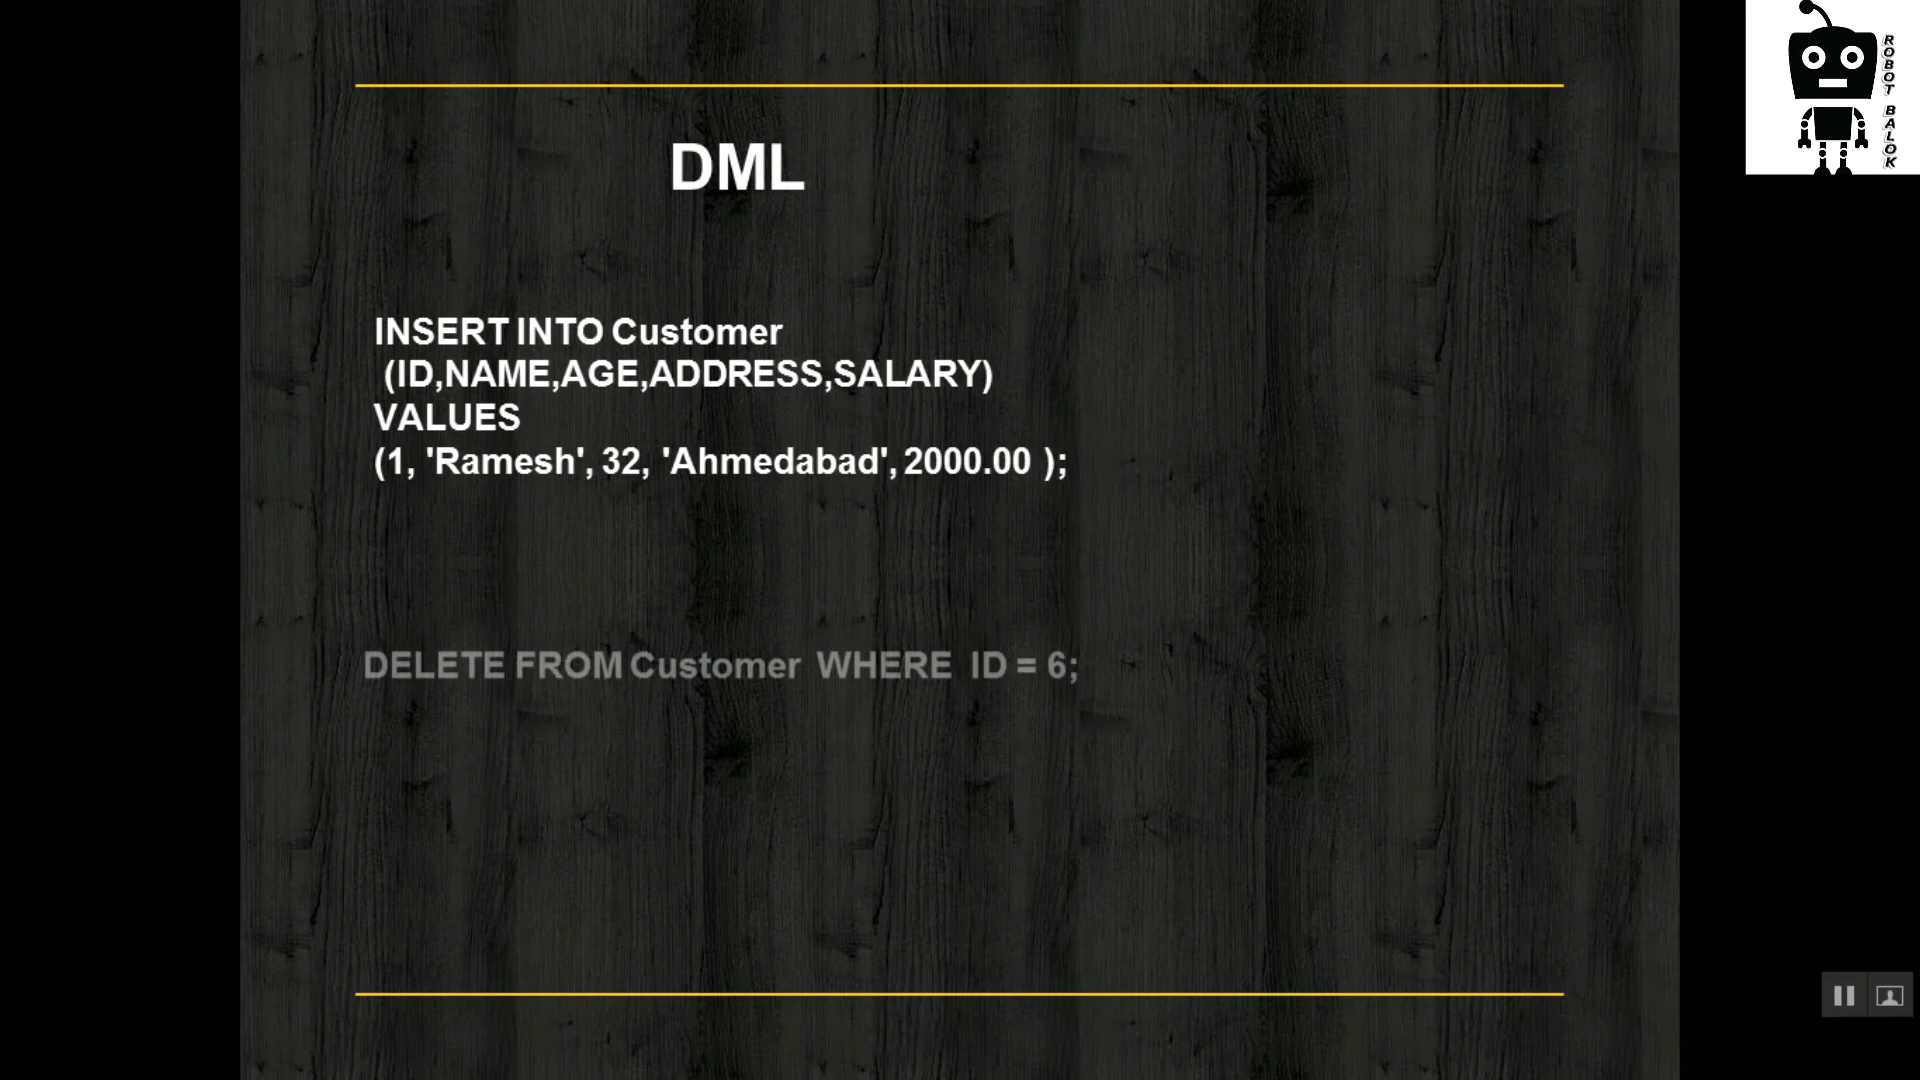 DML
INSERT INTO Customer
(ID,NAME,AGE,ADDRESS,SALARY)
VALUES
(1, 'Ramesh', 32, 'Ahmedabad', 2000.00 );
DELETE FROM Customer WHERE ID = 6;
ROBOT BALOK